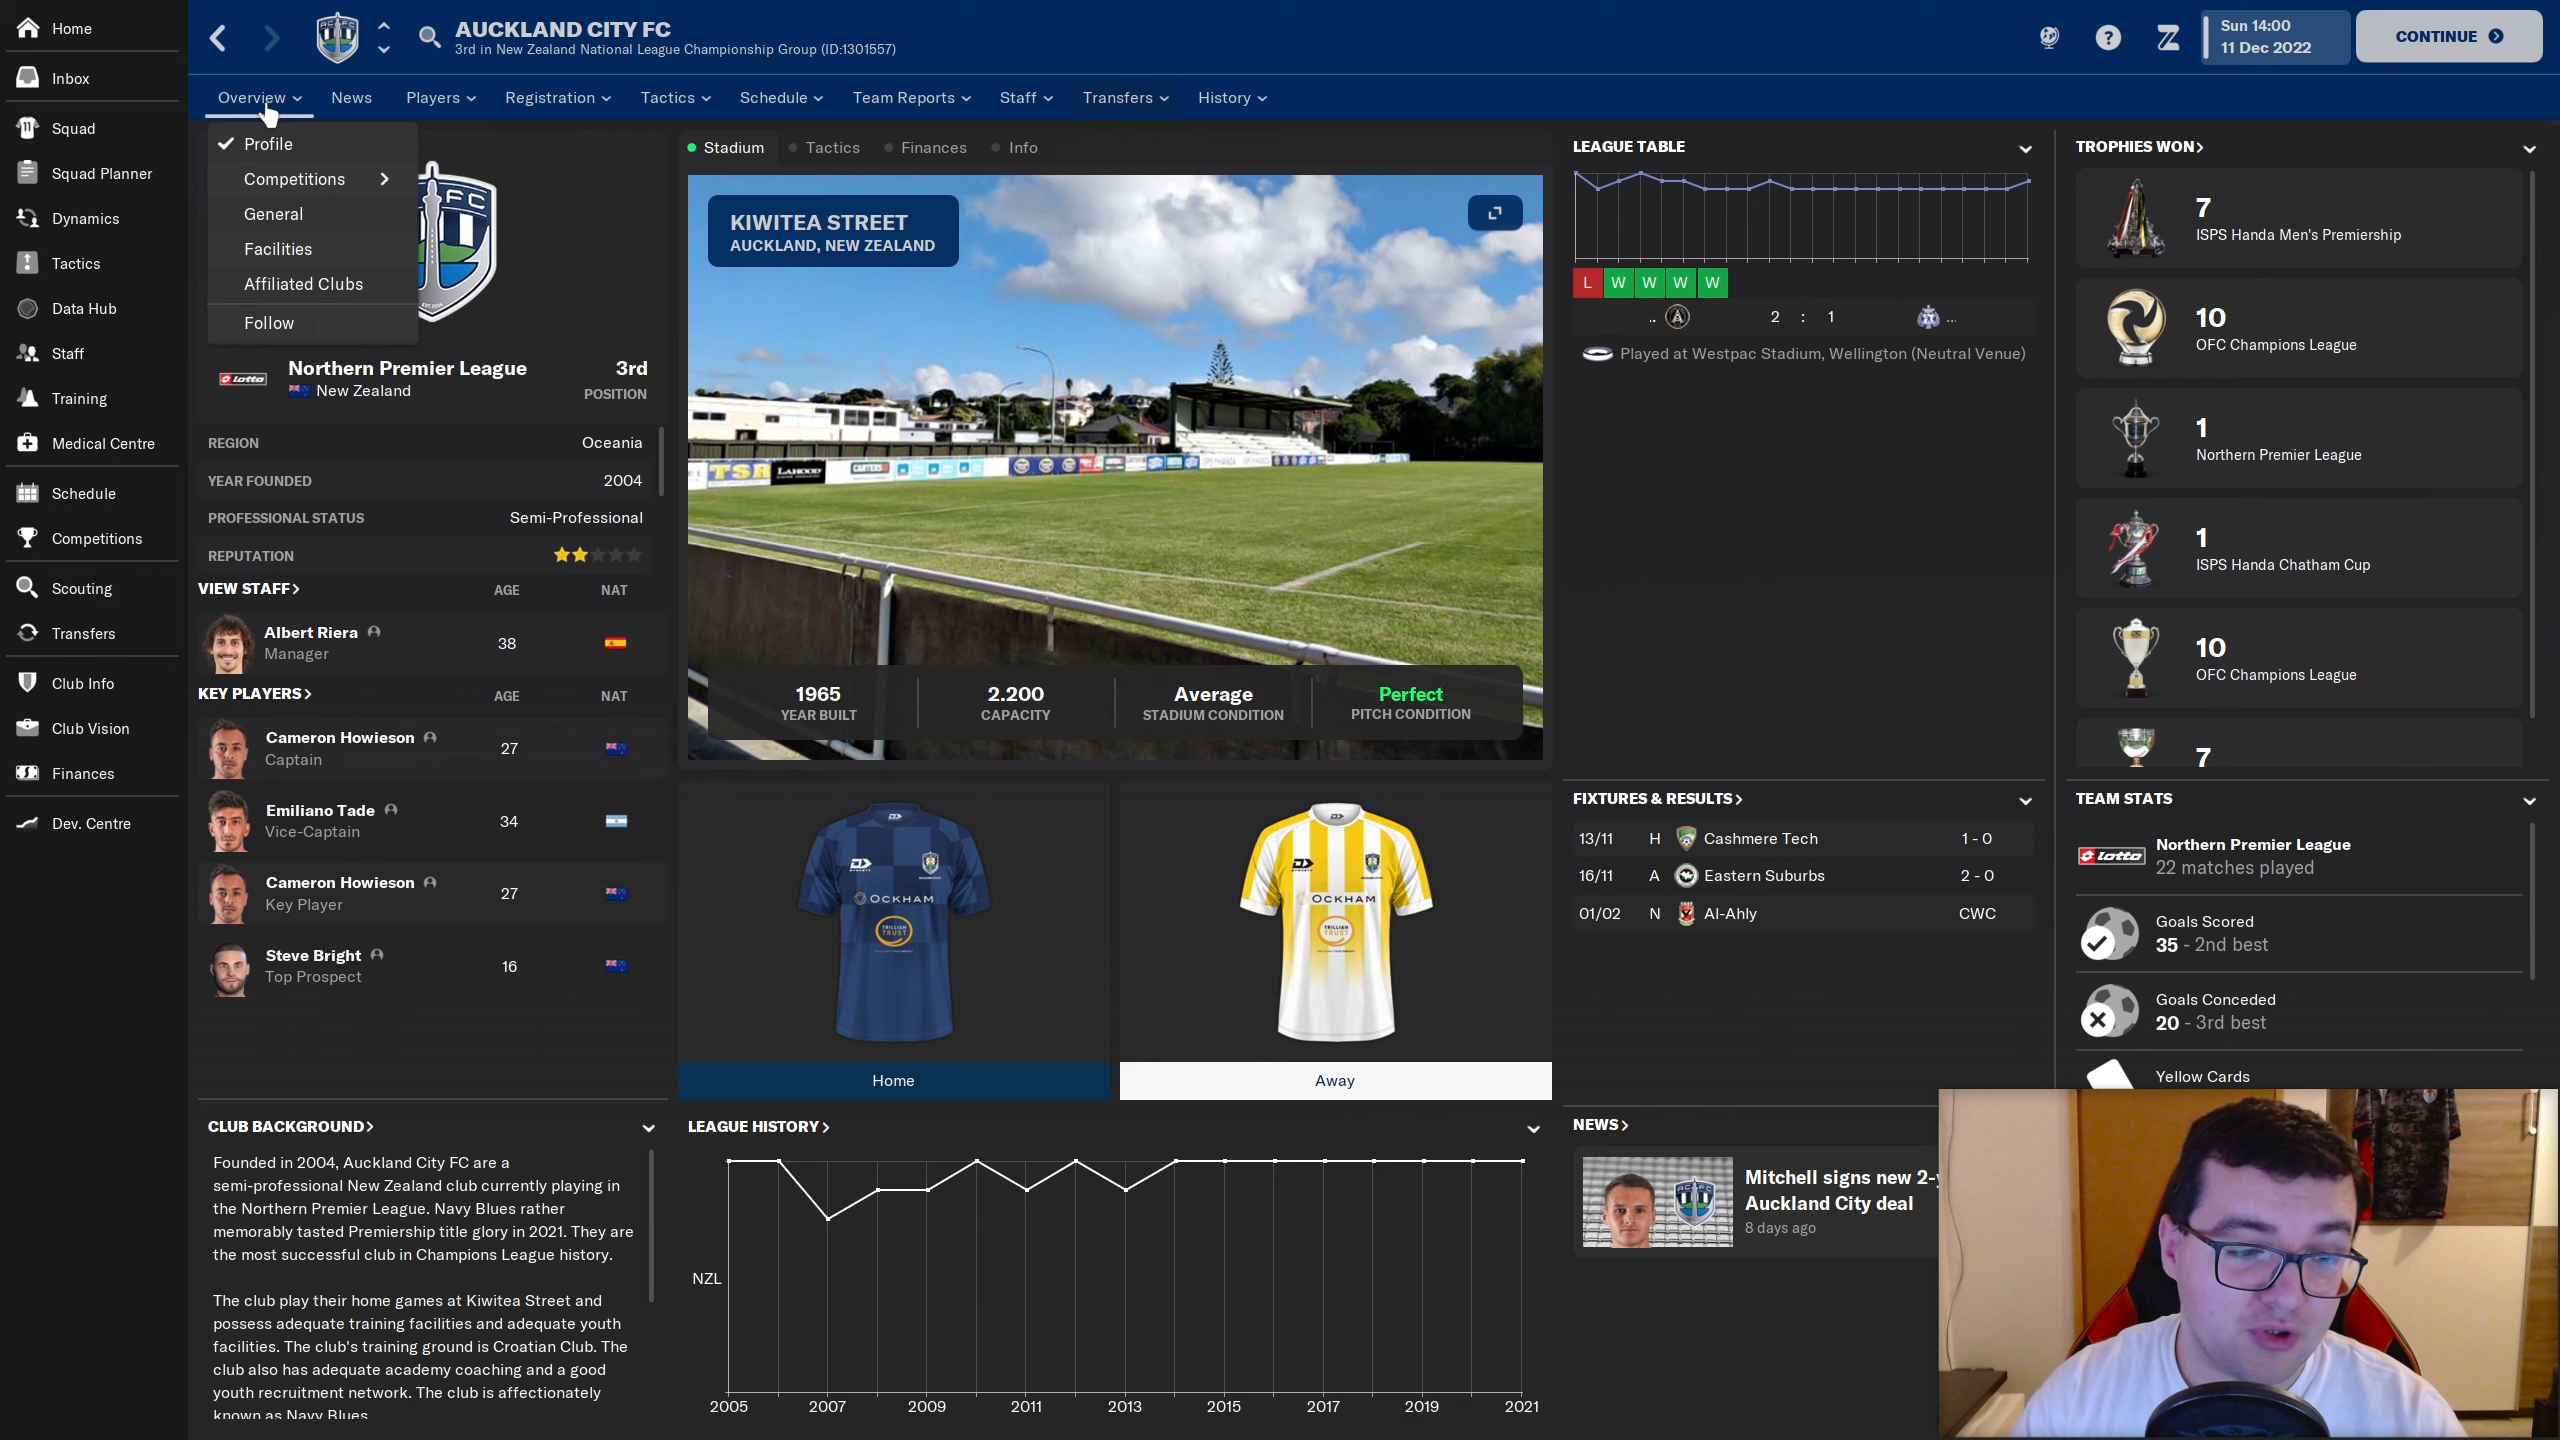 Home
Inbox
Squad
Squad Planner
Dynamics
Tactics
Data Hub
Staff
Training
Medical Centre
Schedule
Competitions
Scouting
Transfers
Club Info
Club Vision
Finances
Dev. Centre
AUCKLAND CITY FC
3rd in New Zealand National League Championship Group (ID:1301557)
Sun 14:00
11 Dec 2022
CONTINUE
Overview News Players Registration Tactics Schedule Team Reports Staff Transfers History
Profile
Competitions
General
Facilities
Affiliated Clubs
Follow
FC
Lotto
Northern Premier League
New Zealand
3rd
POSITION
REGION Oceania
YEAR FOUNDED 2004
PROFESSIONAL STATUS Semi-Professional
REPUTATION
VIEW STAFF AGE NAT
Albert Riera 38
Manager
KEY PLAYERS AGE NAT
Cameron Howieson 27
Captain
Emiliano Tade 34
Vice-Captain
Cameron Howieson 27
Key Player
Steve Bright 16
Top Prospect
CLUB BACKGROUND
Founded in 2004, Auckland City FC are a
semi-professional New Zealand club currently playing in
the Northern Premier League. Navy Blues rather
memorably tasted Premiership title glory in 2021. They are
the most successful club in Champions League history.
The club play their home games at Kiwitea Street and
possess adequate training facilities and adequate youth
facilities. The club's training ground is Croatian Club. The
club also has adequate academy coaching and a good
youth recruitment network. The club is affectionately
known as Navy Blues.
Stadium Tactics Finances Info
KIWITEA STREET
AUCKLAND, NEW ZEALAND
TSR LAHOOD CARTERS
1965
YEAR BUILT
2.200
CAPACITY
Average
STADIUM CONDITION
Perfect
PITCH CONDITION
OCKHAM
TRILLIAN
TRUST
Home
OCKHAM
TRILLIAN
TRUST
Away
LEAGUE HISTORY
NZL
2005 2007 2009 2011 2013 2015 2017 2019 2021
LEAGUE TABLE
L W W W W
.. 2 : 1 ...
Played at Westpac Stadium, Wellington (Neutral Venue)
FIXTURES & RESULTS
13/11 H Cashmere Tech 1 - 0
16/11 A Eastern Suburbs 2 - 0
01/02 N Al-Ahly CWC
NEWS
Mitchell signs new 2-y
Auckland City deal
8 days ago
TROPHIES WON
7
ISPS Handa Men's Premiership
10
OFC Champions League
1
Northern Premier League
1
ISPS Handa Chatham Cup
10
OFC Champions League
7
TEAM STATS
Lotto
Northern Premier League
22 matches played
Goals Scored
35 - 2nd best
Goals Conceded
20 - 3rd best
Yellow Cards